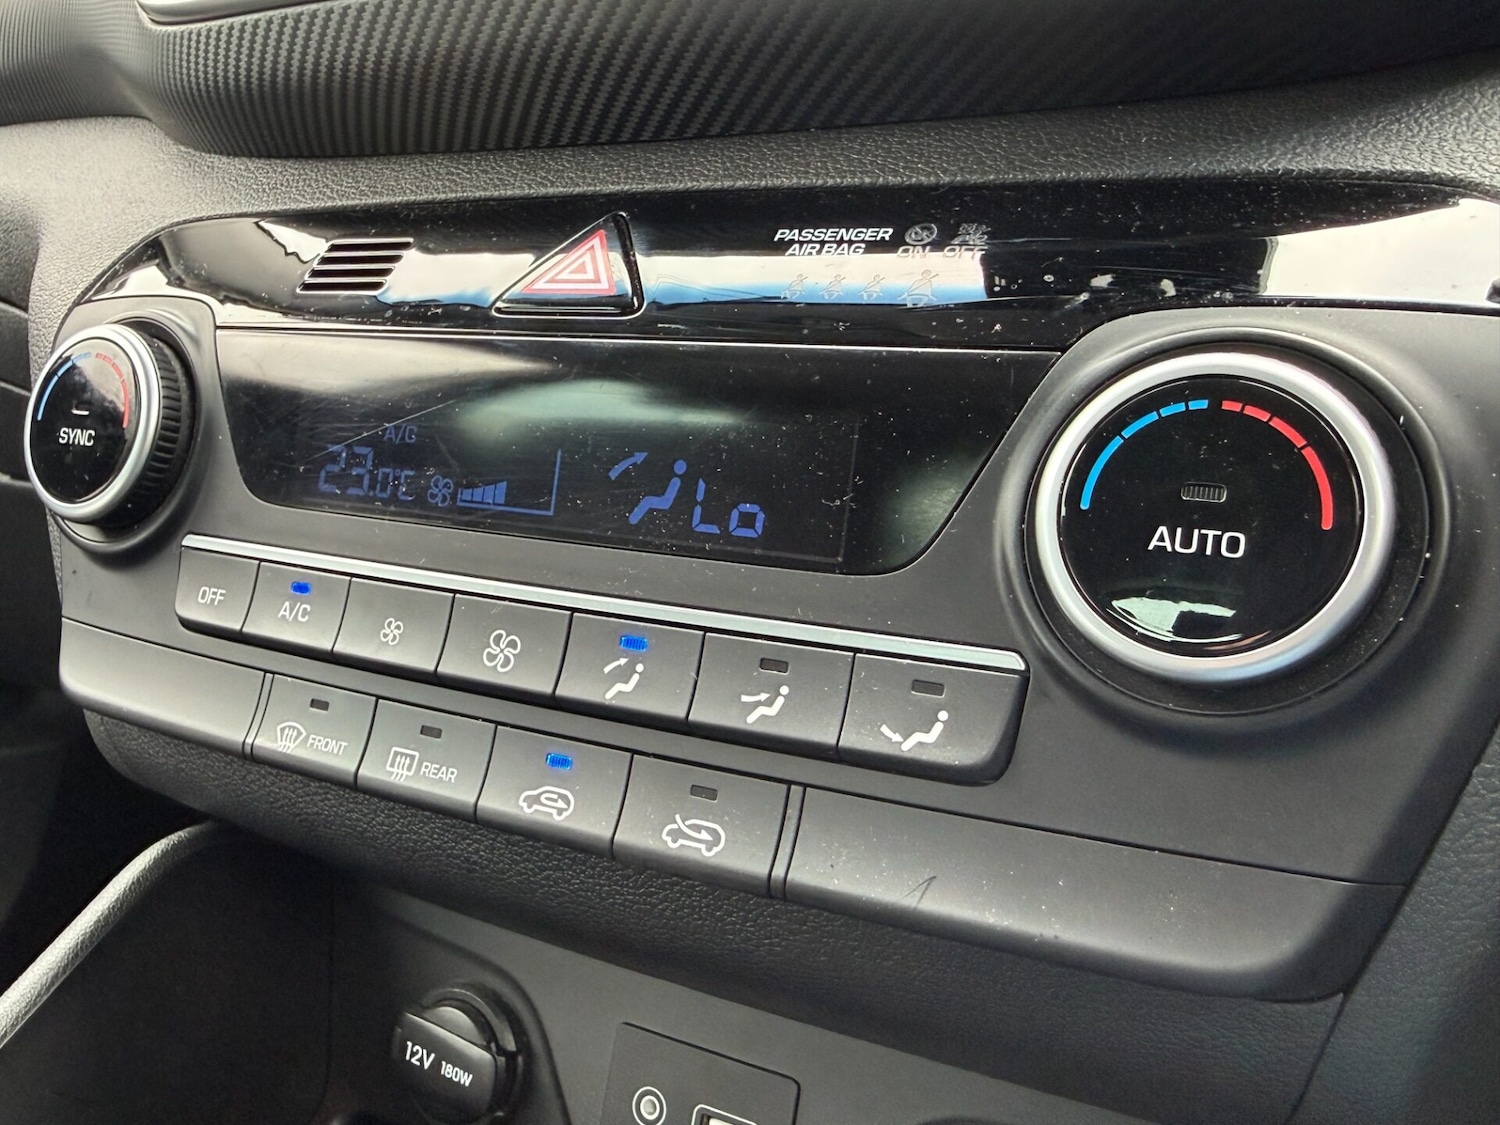 PASSENGER
AIR BAG ON OFF
SYNC
A/C
23.0°C Lo
AUTO
OFF A/C
FRONT REAR
12V 180W